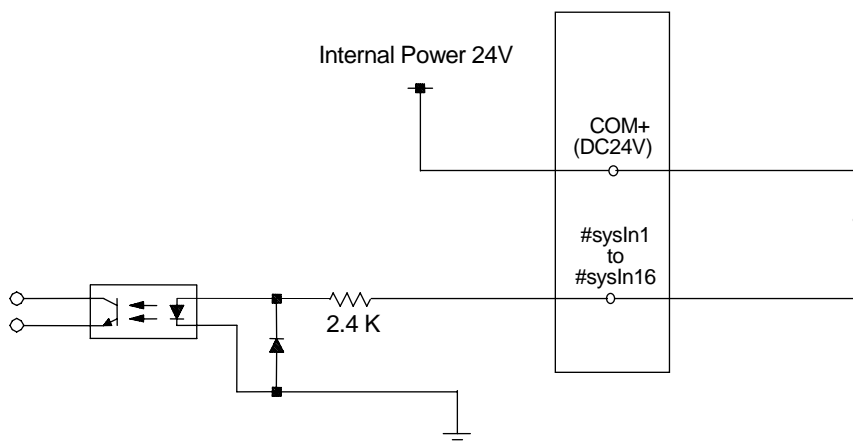 Internal Power 24V
COM+
(DC24V)
#sysIn1
to
#sysIn16
2.4 K